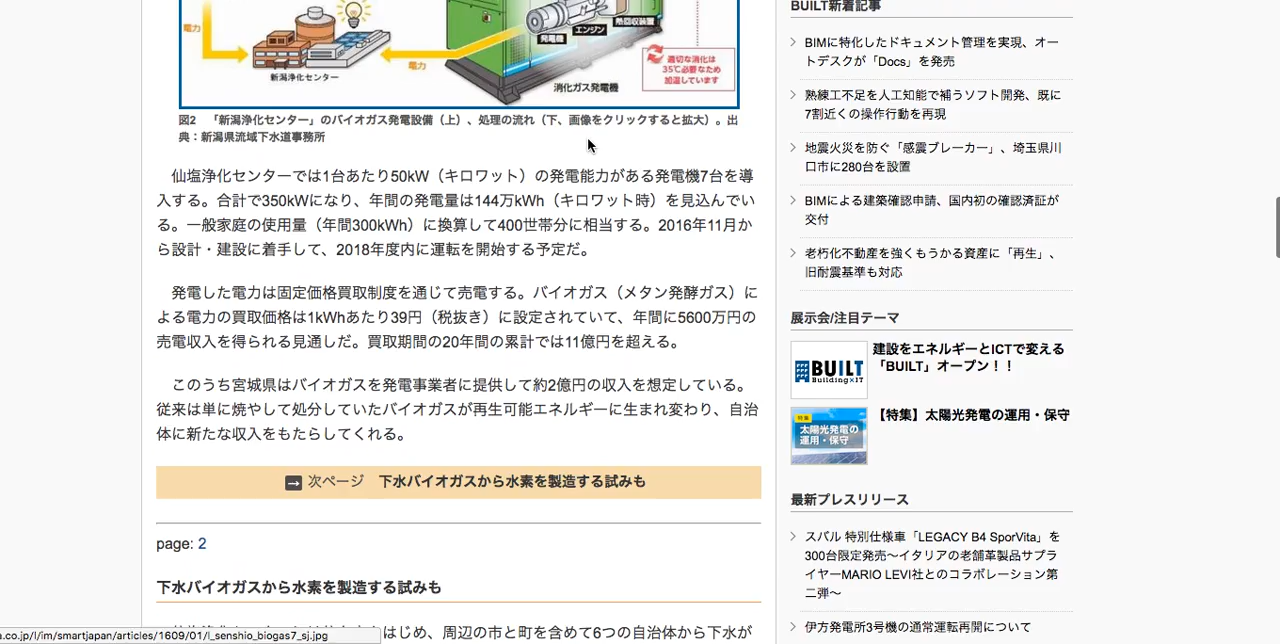 電力
新潟浄化センター
電力
発電機
エンジン
熱回収装置
適切な消化は
35℃必要なため
加温しています
消化ガス発電機
図2　「新潟浄化センター」のバイオガス発電設備（上）、処理の流れ（下、画像をクリックすると拡大）。出
典：新潟県流域下水道事務所
仙塩浄化センターでは1台あたり50kW（キロワット）の発電能力がある発電機7台を導
入する。合計で350kWになり、年間の発電量は144万kWh（キロワット時）を見込んでい
る。一般家庭の使用量（年間300kWh）に換算して400世帯分に相当する。2016年11月か
ら設計・建設に着手して、2018年度内に運転を開始する予定だ。
発電した電力は固定価格買取制度を通じて売電する。バイオガス（メタン発酵ガス）に
よる電力の買取価格は1kWhあたり39円（税抜き）に設定されていて、年間に5600万円の
売電収入を得られる見通しだ。買取期間の20年間の累計では11億円を超える。
このうち宮城県はバイオガスを発電事業者に提供して約2億円の収入を想定している。
従来は単に焼やして処分していたバイオガスが再生可能エネルギーに生まれ変わり、自治
体に新たな収入をもたらしてくれる。
次ページ　下水バイオガスから水素を製造する試みも
page: 2
下水バイオガスから水素を製造する試みも
はじめ、周辺の市と町を含めて6つの自治体から下水が
a.co.jp/l/im/smartjapan/articles/1609/01/l_senshio_biogas7_sj.jpg
BUILT新着記事
BIMに特化したドキュメント管理を実現、オー
トデスクが「Docs」を発売
熟練工不足を人工知能で補うソフト開発、既に
7割近くの操作行動を再現
地震火災を防ぐ「感震ブレーカー」、埼玉県川
口市に280台を設置
BIMによる建築確認申請、国内初の確認済証が
交付
老朽化不動産を強くもうかる資産に「再生」、
旧耐震基準も対応
展示会/注目テーマ
BUILT
Building×IT
建設をエネルギーとICTで変える
「BUILT」オープン！！
特集
太陽光発電の
運用・保守
【特集】太陽光発電の運用・保守
最新プレスリリース
スバル 特別仕様車「LEGACY B4 SporVita」を
300台限定発売〜イタリアの老舗革製品サプラ
イヤーMARIO LEVI社とのコラボレーション第
二弾〜
伊方発電所3号機の通常運転再開について